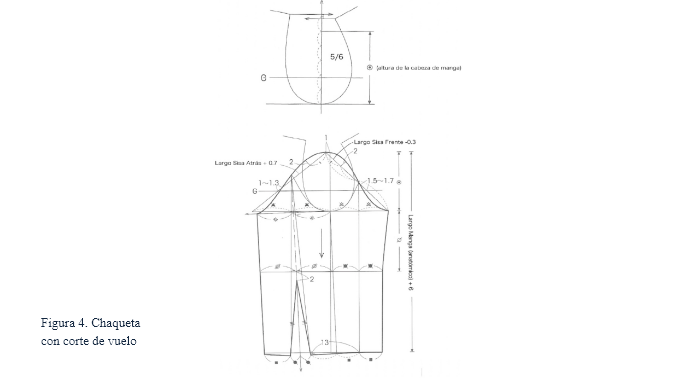 5/6
(altura de la cabeza de manga)
G
1
Largo Sisa Frente -0.3
2
Largo Sisa Atrás - 0.7
2
1~1.3
1.5~1.7
G
2
13
Largo Manga (anatómico) + 6
Figura 4. Chaqueta
con corte de vuelo